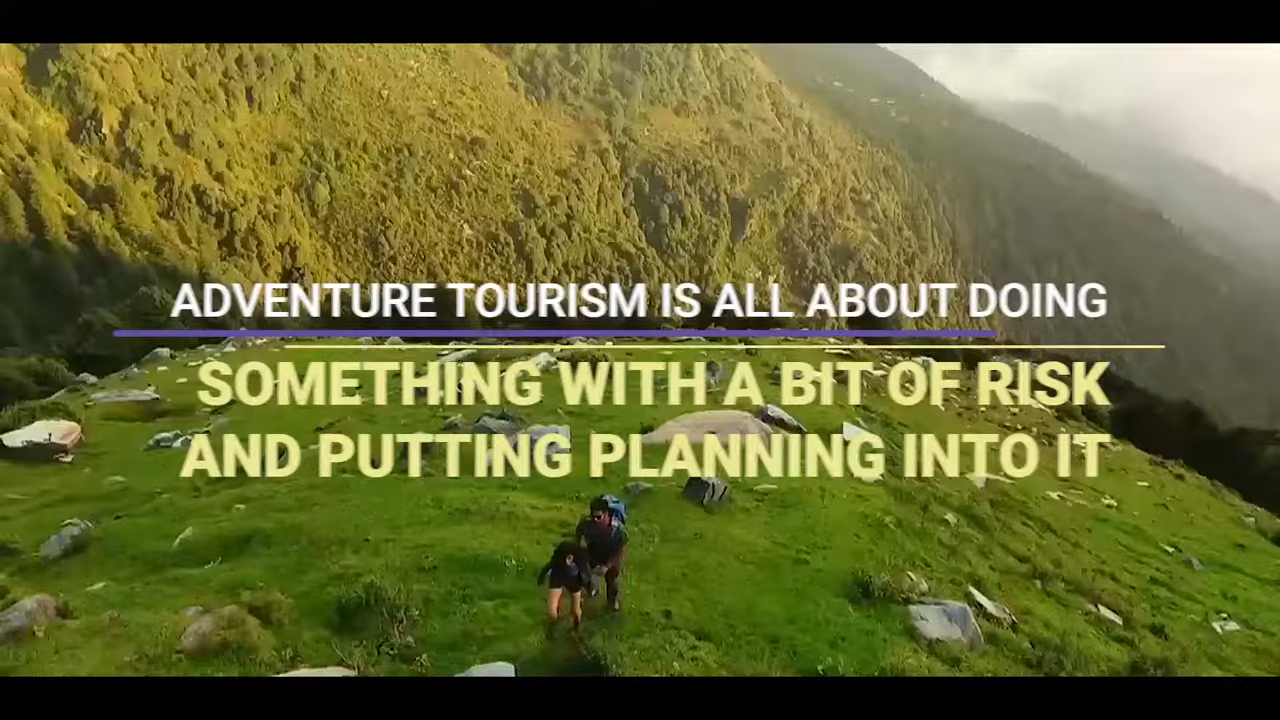 ADVENTURE TOURISM IS ALL ABOUT DOING
SOMETHING WITH A BIT OF RISK
AND PUTTING PLANNING INTO IT